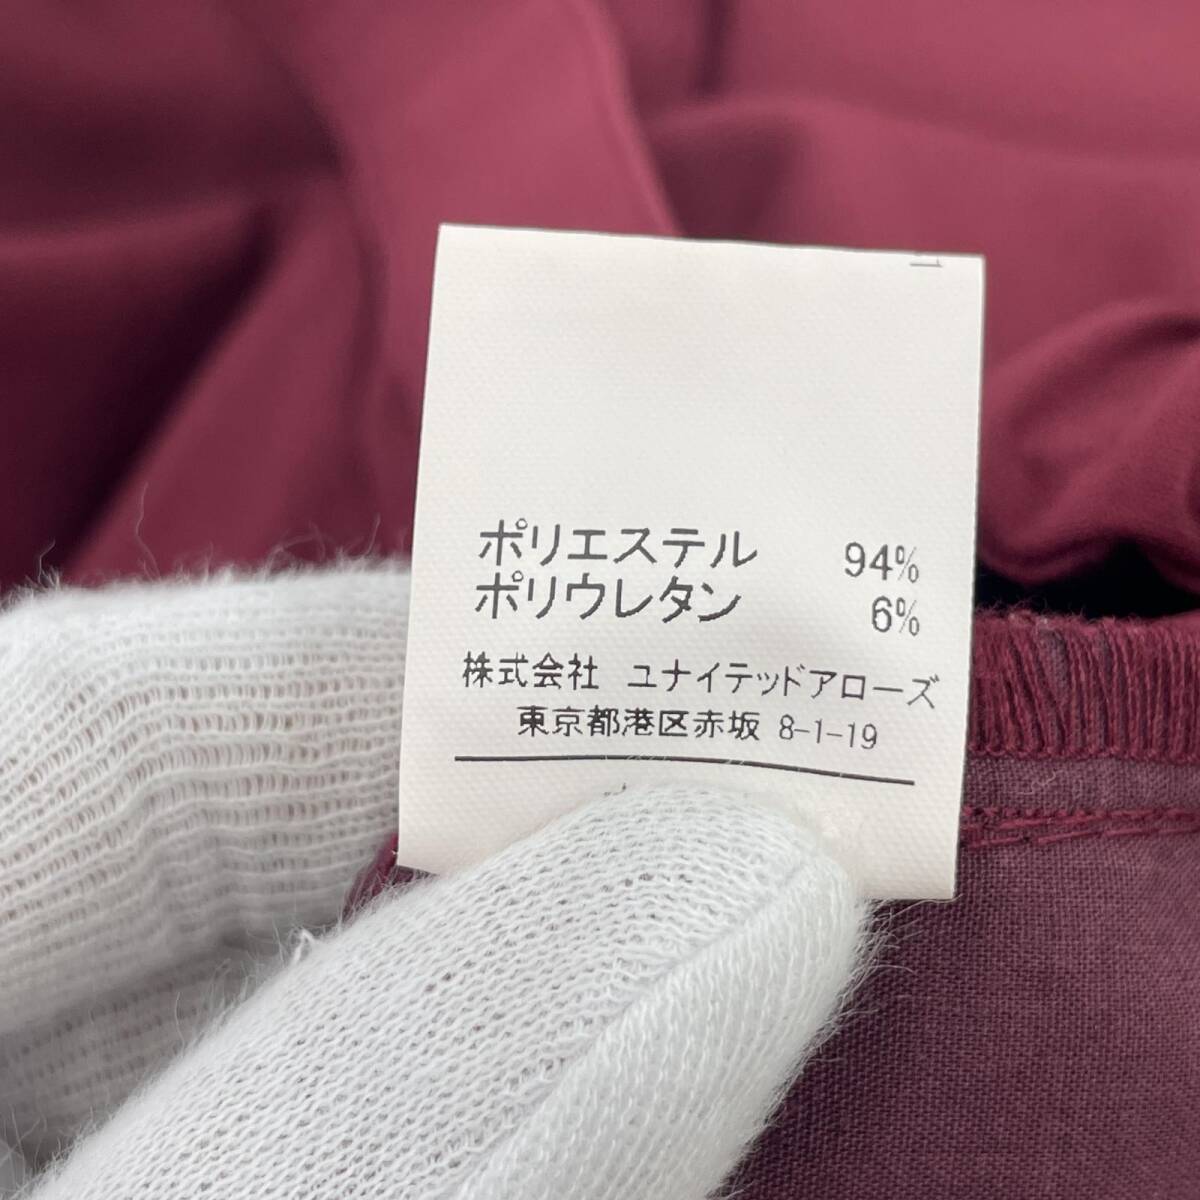 ポリエステル 94%
ポリウレタン 6%
株式会社 ユナイテッドアローズ
東京都港区赤坂 8-1-19